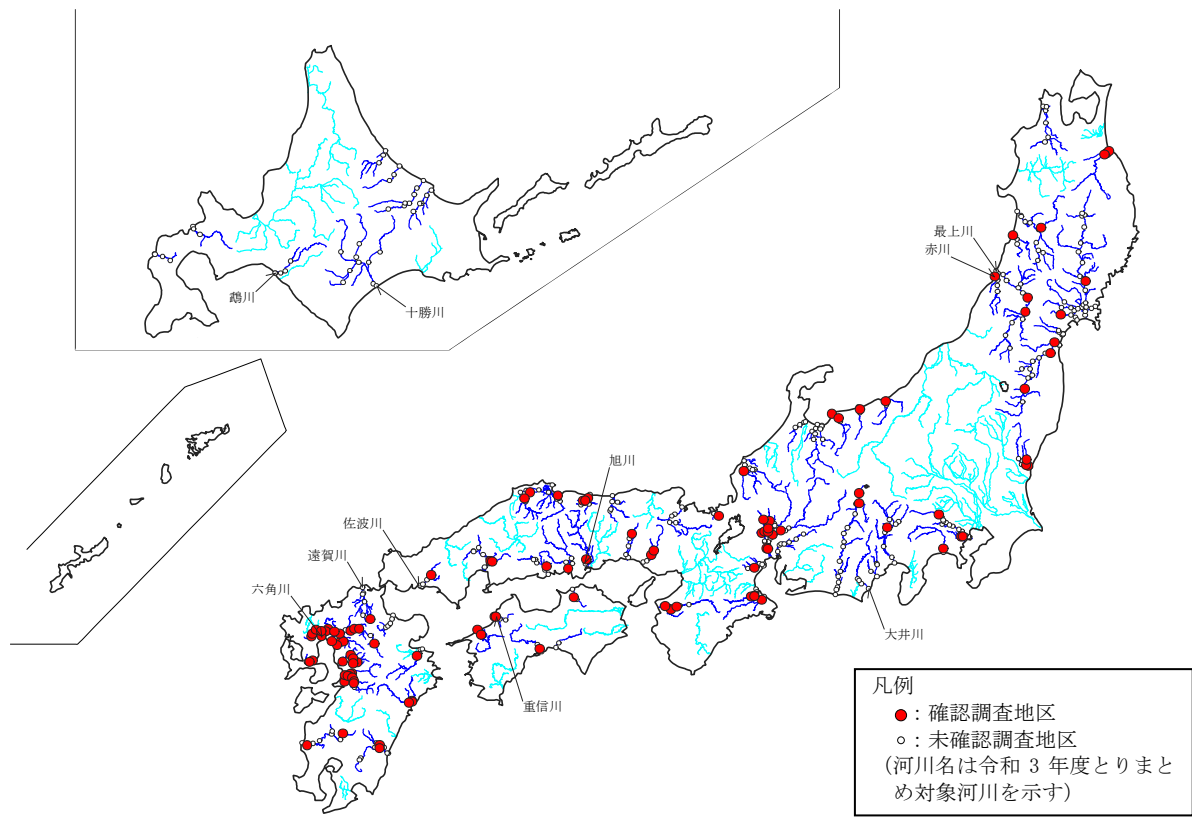 最上川
赤川
鵡川
十勝川
旭川
佐波川
遠賀川
六角川
大井川
重信川
凡例
：確認調査地区
：未確認調査地区
(河川名は令和 3 年度とりまと
め対象河川を示す)